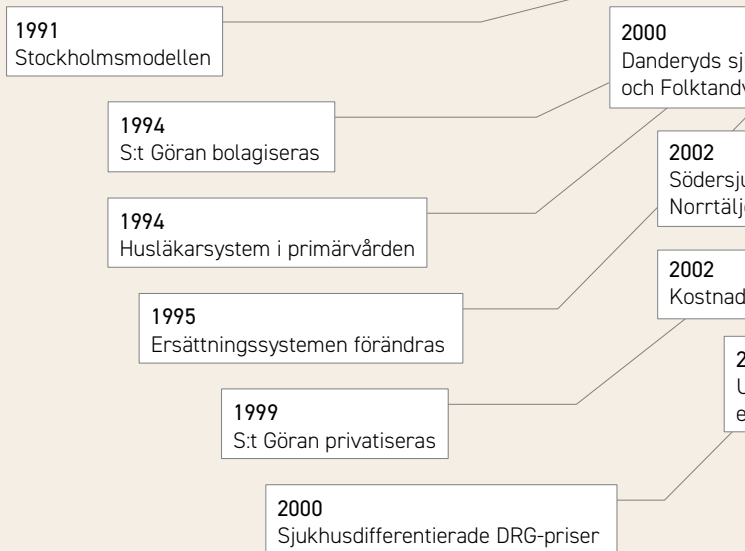 1991
Stockholmsmodellen
1994
S:t Göran bolagiseras
1994
Husläkarsystem i primärvården
1995
Ersättningssystemen förändras
1999
S:t Göran privatiseras
2000
Sjukhusdifferentierade DRG-priser
2000
Danderyds
och
2002
2002